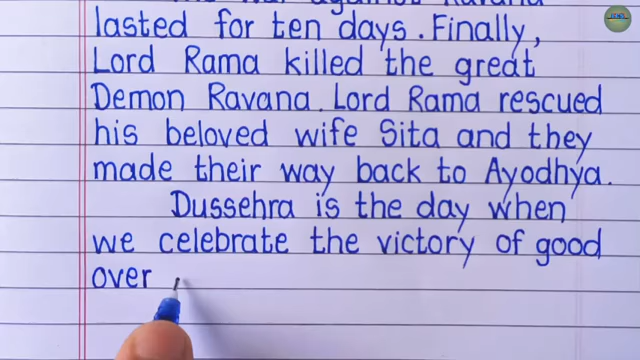 lasted for ten days. Finally,
Lord Rama killed the great
Demon Ravana. Lord Rama rescued
his beloved wife Sita and they
made their way back to Ayodhya.
Dussehra is the day when
we celebrate the victory of good
over